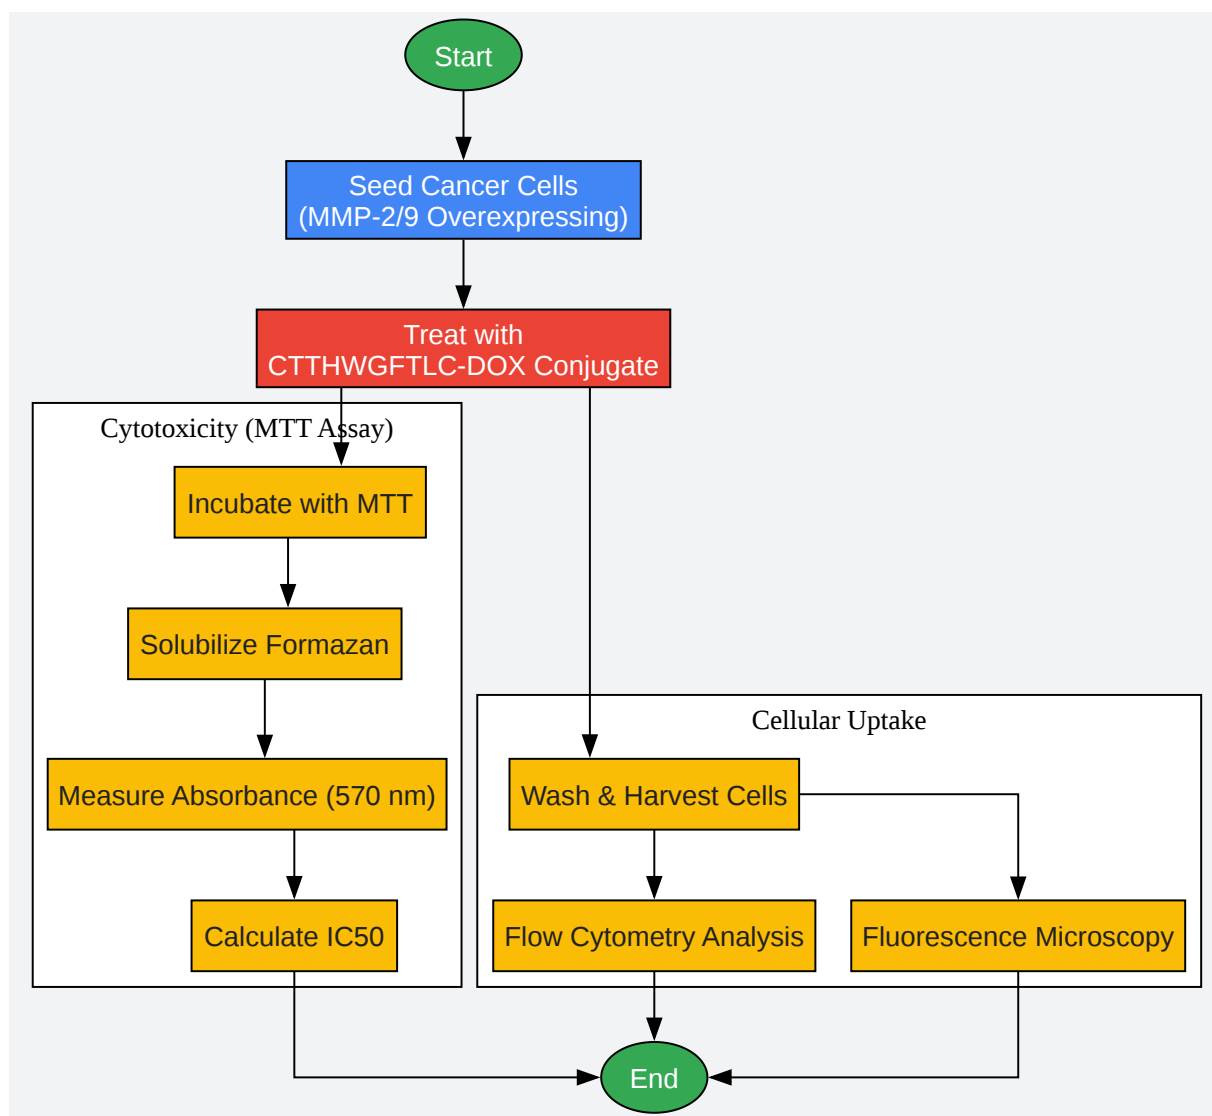 Start
Seed Cancer Cells
(MMP-2/9 Overexpressing)
Treat with
CTTHWGFTLC-DOX Conjugate
Cytotoxicity (MTT Assay)
Incubate with MTT
Solubilize Formazan
Measure Absorbance (570 nm)
Calculate IC50
Cellular Uptake
Wash & Harvest Cells
Flow Cytometry Analysis
Fluorescence Microscopy
End